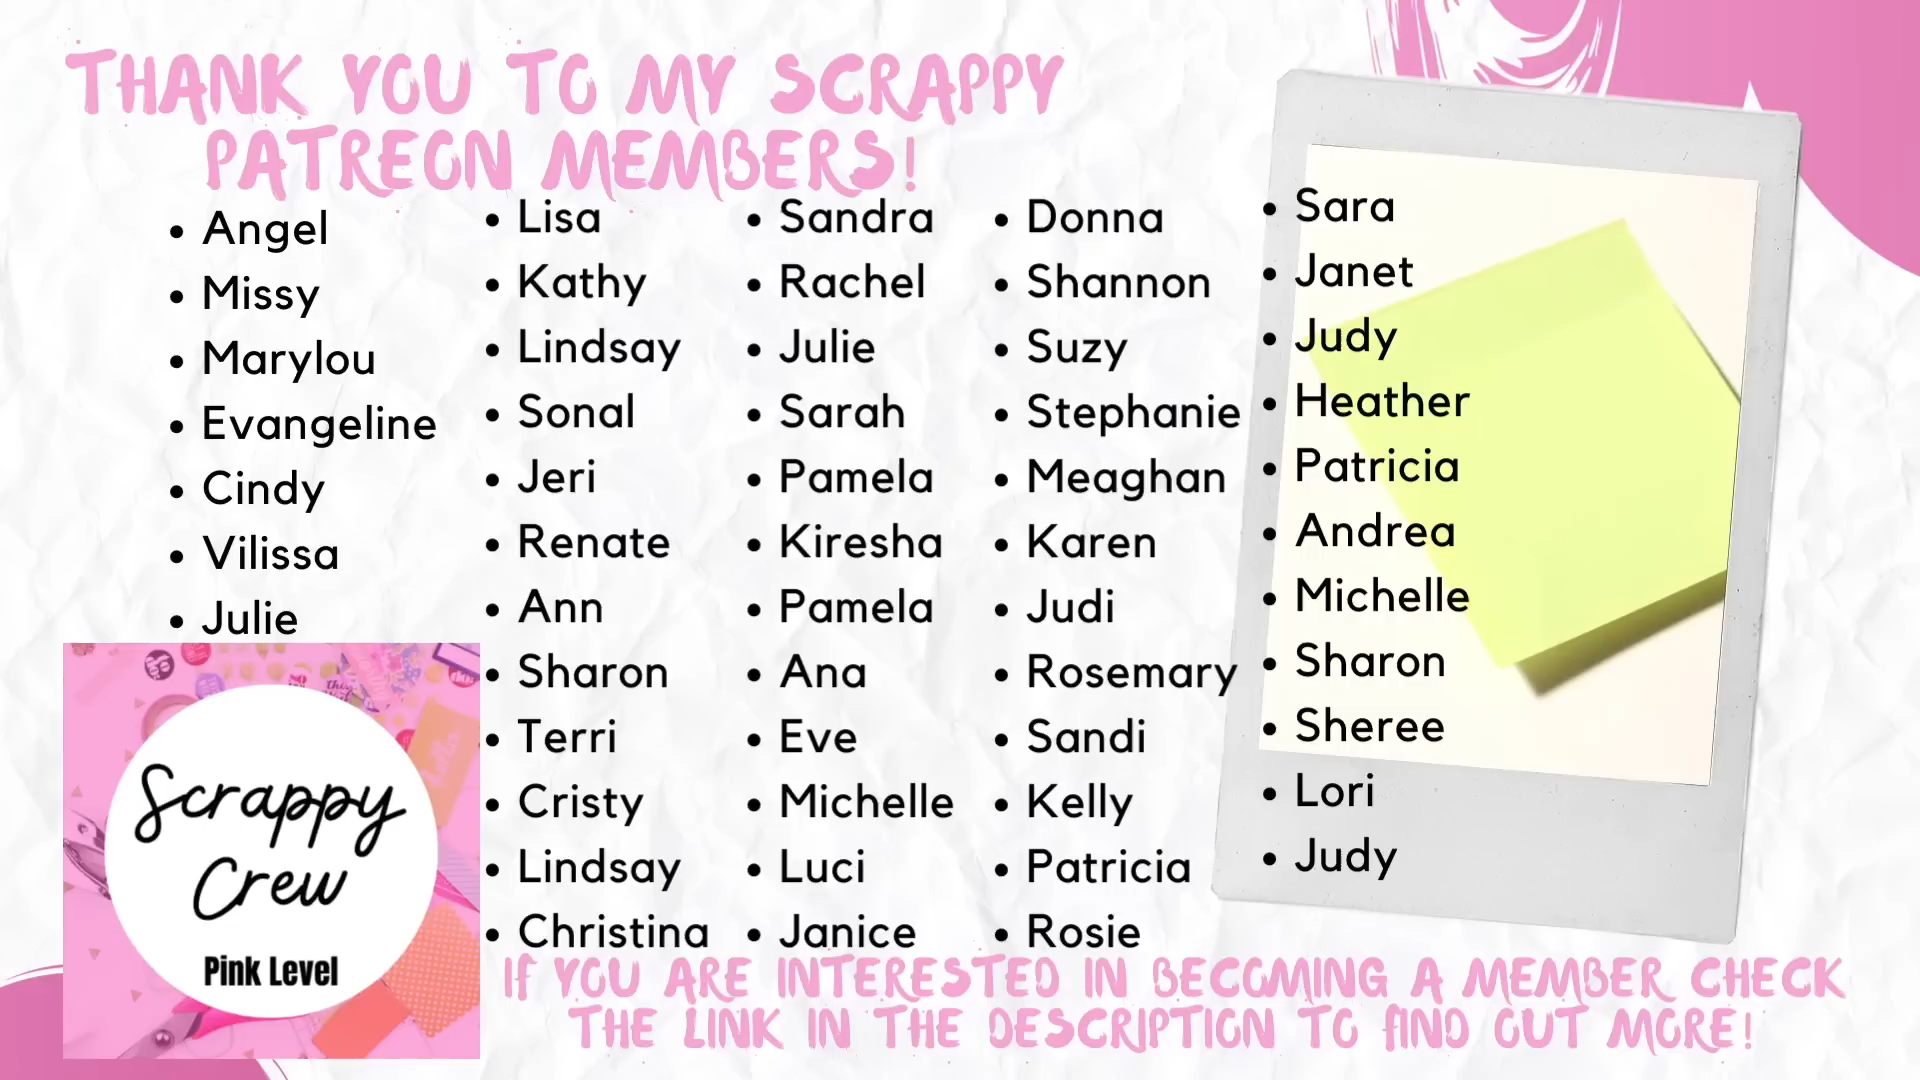 THANK YOU TO MY SCRAPPY
PATREON MEMBERS!
• Angel
• Missy
• Marylou
• Evangeline
• Cindy
• Vilissa
• Julie
• Lisa
• Kathy
• Lindsay
• Sonal
• Jeri
• Renate
• Ann
• Sharon
• Terri
• Cristy
• Lindsay
• Christina
• Sandra
• Rachel
• Julie
• Sarah
• Pamela
• Kiresha
• Pamela
• Ana
• Eve
• Michelle
• Luci
• Janice
• Donna
• Shannon
• Suzy
• Stephanie
• Meaghan
• Karen
• Judi
• Rosemary
• Sandi
• Kelly
• Patricia
• Rosie
• Sara
• Janet
• Judy
• Heather
• Patricia
• Andrea
• Michelle
• Sharon
• Sheree
• Lori
• Judy
Scrappy
Crew
Pink Level
IF YOU ARE INTERESTED IN BECOMING A MEMBER CHECK
THE LINK IN THE DESCRIPTION TO FIND OUT MORE!